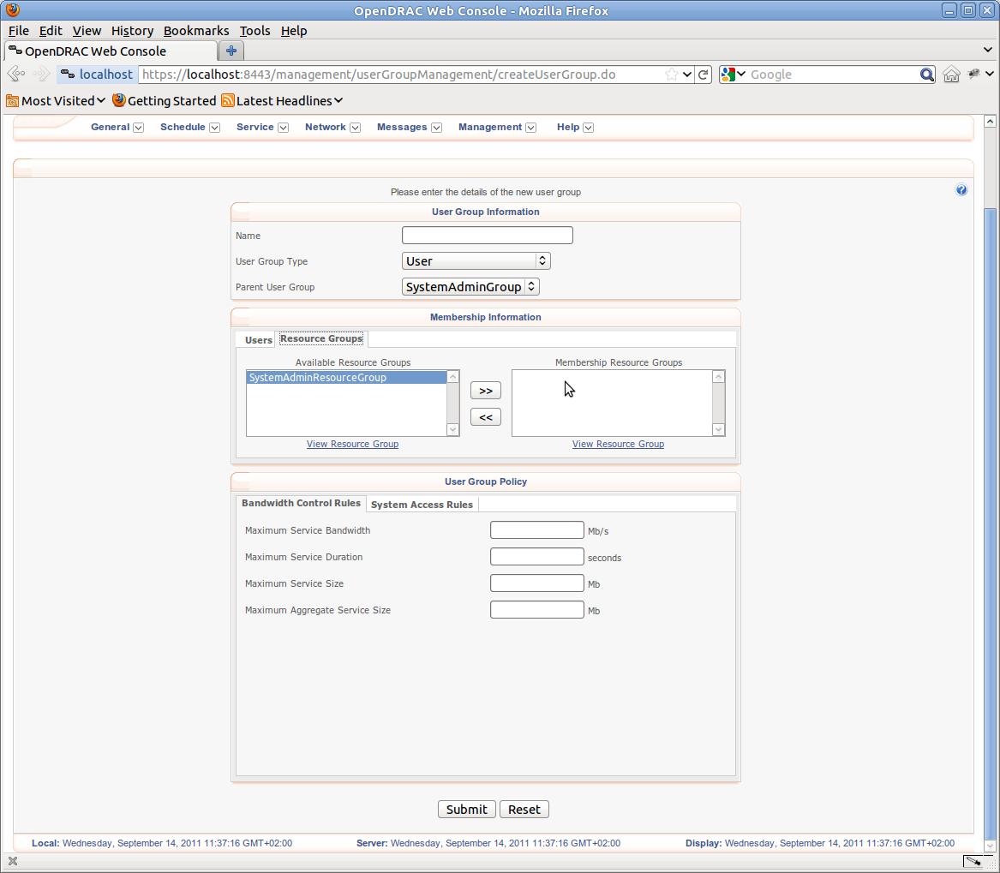 OpenDRAC Web Console - Mozilla Firefox
File Edit View History Bookmarks Tools Help
OpenDRAC Web Console
localhost https://localhost:8443/management/userGroupManagement/createUserGroup.do Google
Most Visited Getting Started Latest Headlines
General Schedule Service Network Messages Management Help
Please enter the details of the new user group
User Group Information
Name
User Group Type User
Parent User Group SystemAdminGroup
Membership Information
Users Resource Groups
Available Resource Groups Membership Resource Groups
SystemAdminResourceGroup
>>
<<
View Resource Group View Resource Group
User Group Policy
Bandwidth Control Rules System Access Rules
Maximum Service Bandwidth Mb/s
Maximum Service Duration seconds
Maximum Service Size Mb
Maximum Aggregate Service Size Mb
Submit Reset
Local: Wednesday, September 14, 2011 11:37:16 GMT+02:00 Server: Wednesday, September 14, 2011 11:37:16 GMT+02:00 Display: Wednesday, September 14, 2011 11:37:16 GMT+02:00